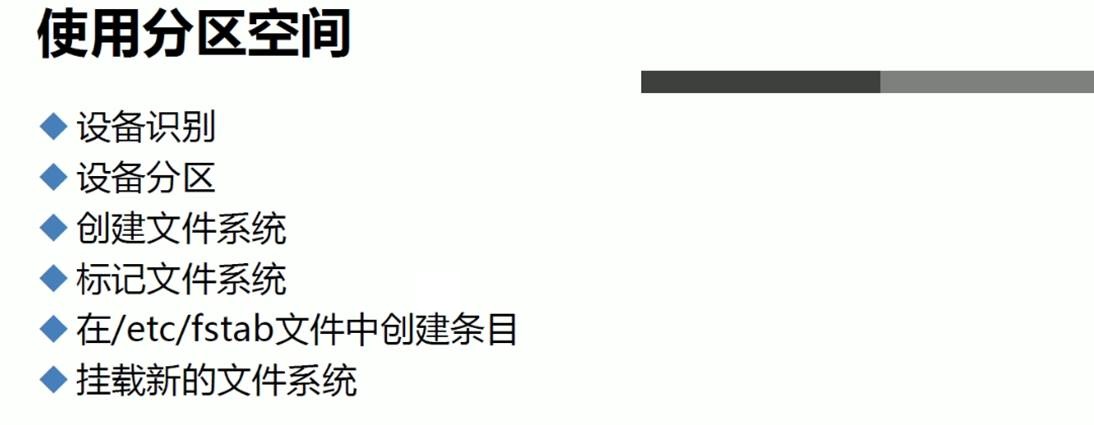 使用分区空间
设备识别
设备分区
创建文件系统
标记文件系统
在/etc/fstab文件中创建条目
挂载新的文件系统